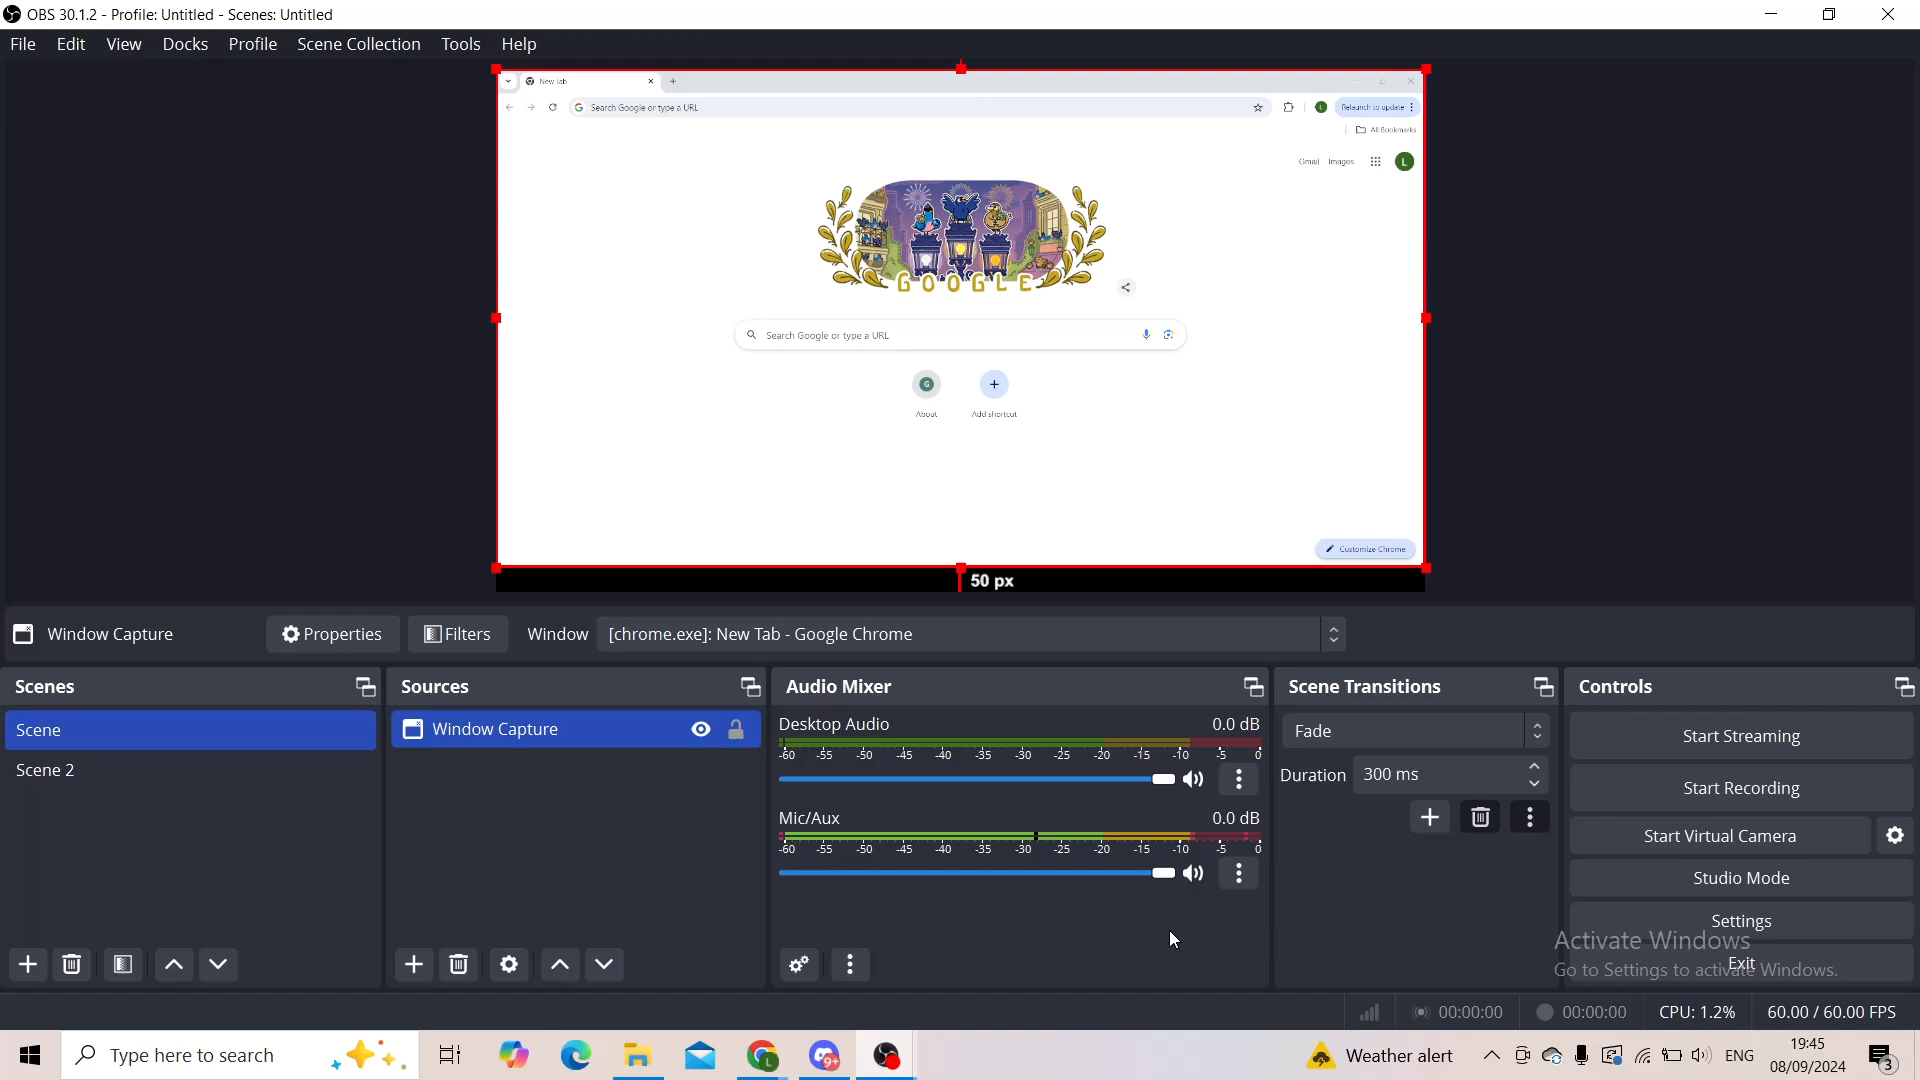 OBS 30.1.2 - Profile: Untitled - Scenes: Untitled
File Edit View Docks Profile Scene Collection Tools Help
New Tab
Search Google or type a URL
Relaunch to update
All Bookmarks
Gmail Images
L
GOOGLE
Search Google or type a URL
G
About Add shortcut
Customize Chrome
50 px
Window Capture Properties Filters Window [chrome.exe]: New Tab - Google Chrome
Scenes Sources Audio Mixer Scene Transitions Controls
Scene
Scene 2
Window Capture
Desktop Audio 0.0 dB
-60 -55 -50 -45 -40 -35 -30 -25 -20 -15 -10 -5 0
Mic/Aux 0.0 dB
-60 -55 -50 -45 -40 -35 -30 -25 -20 -15 -10 -5 0
Fade
Duration 300 ms
Start Streaming
Start Recording
Start Virtual Camera
Studio Mode
Settings
Exit
Activate Windows
Go to Settings to activate Windows.
00:00:00 00:00:00 CPU: 1.2% 60.00 / 60.00 FPS
Type here to search
L
9+
Weather alert
ENG
19:45
08/09/2024
3